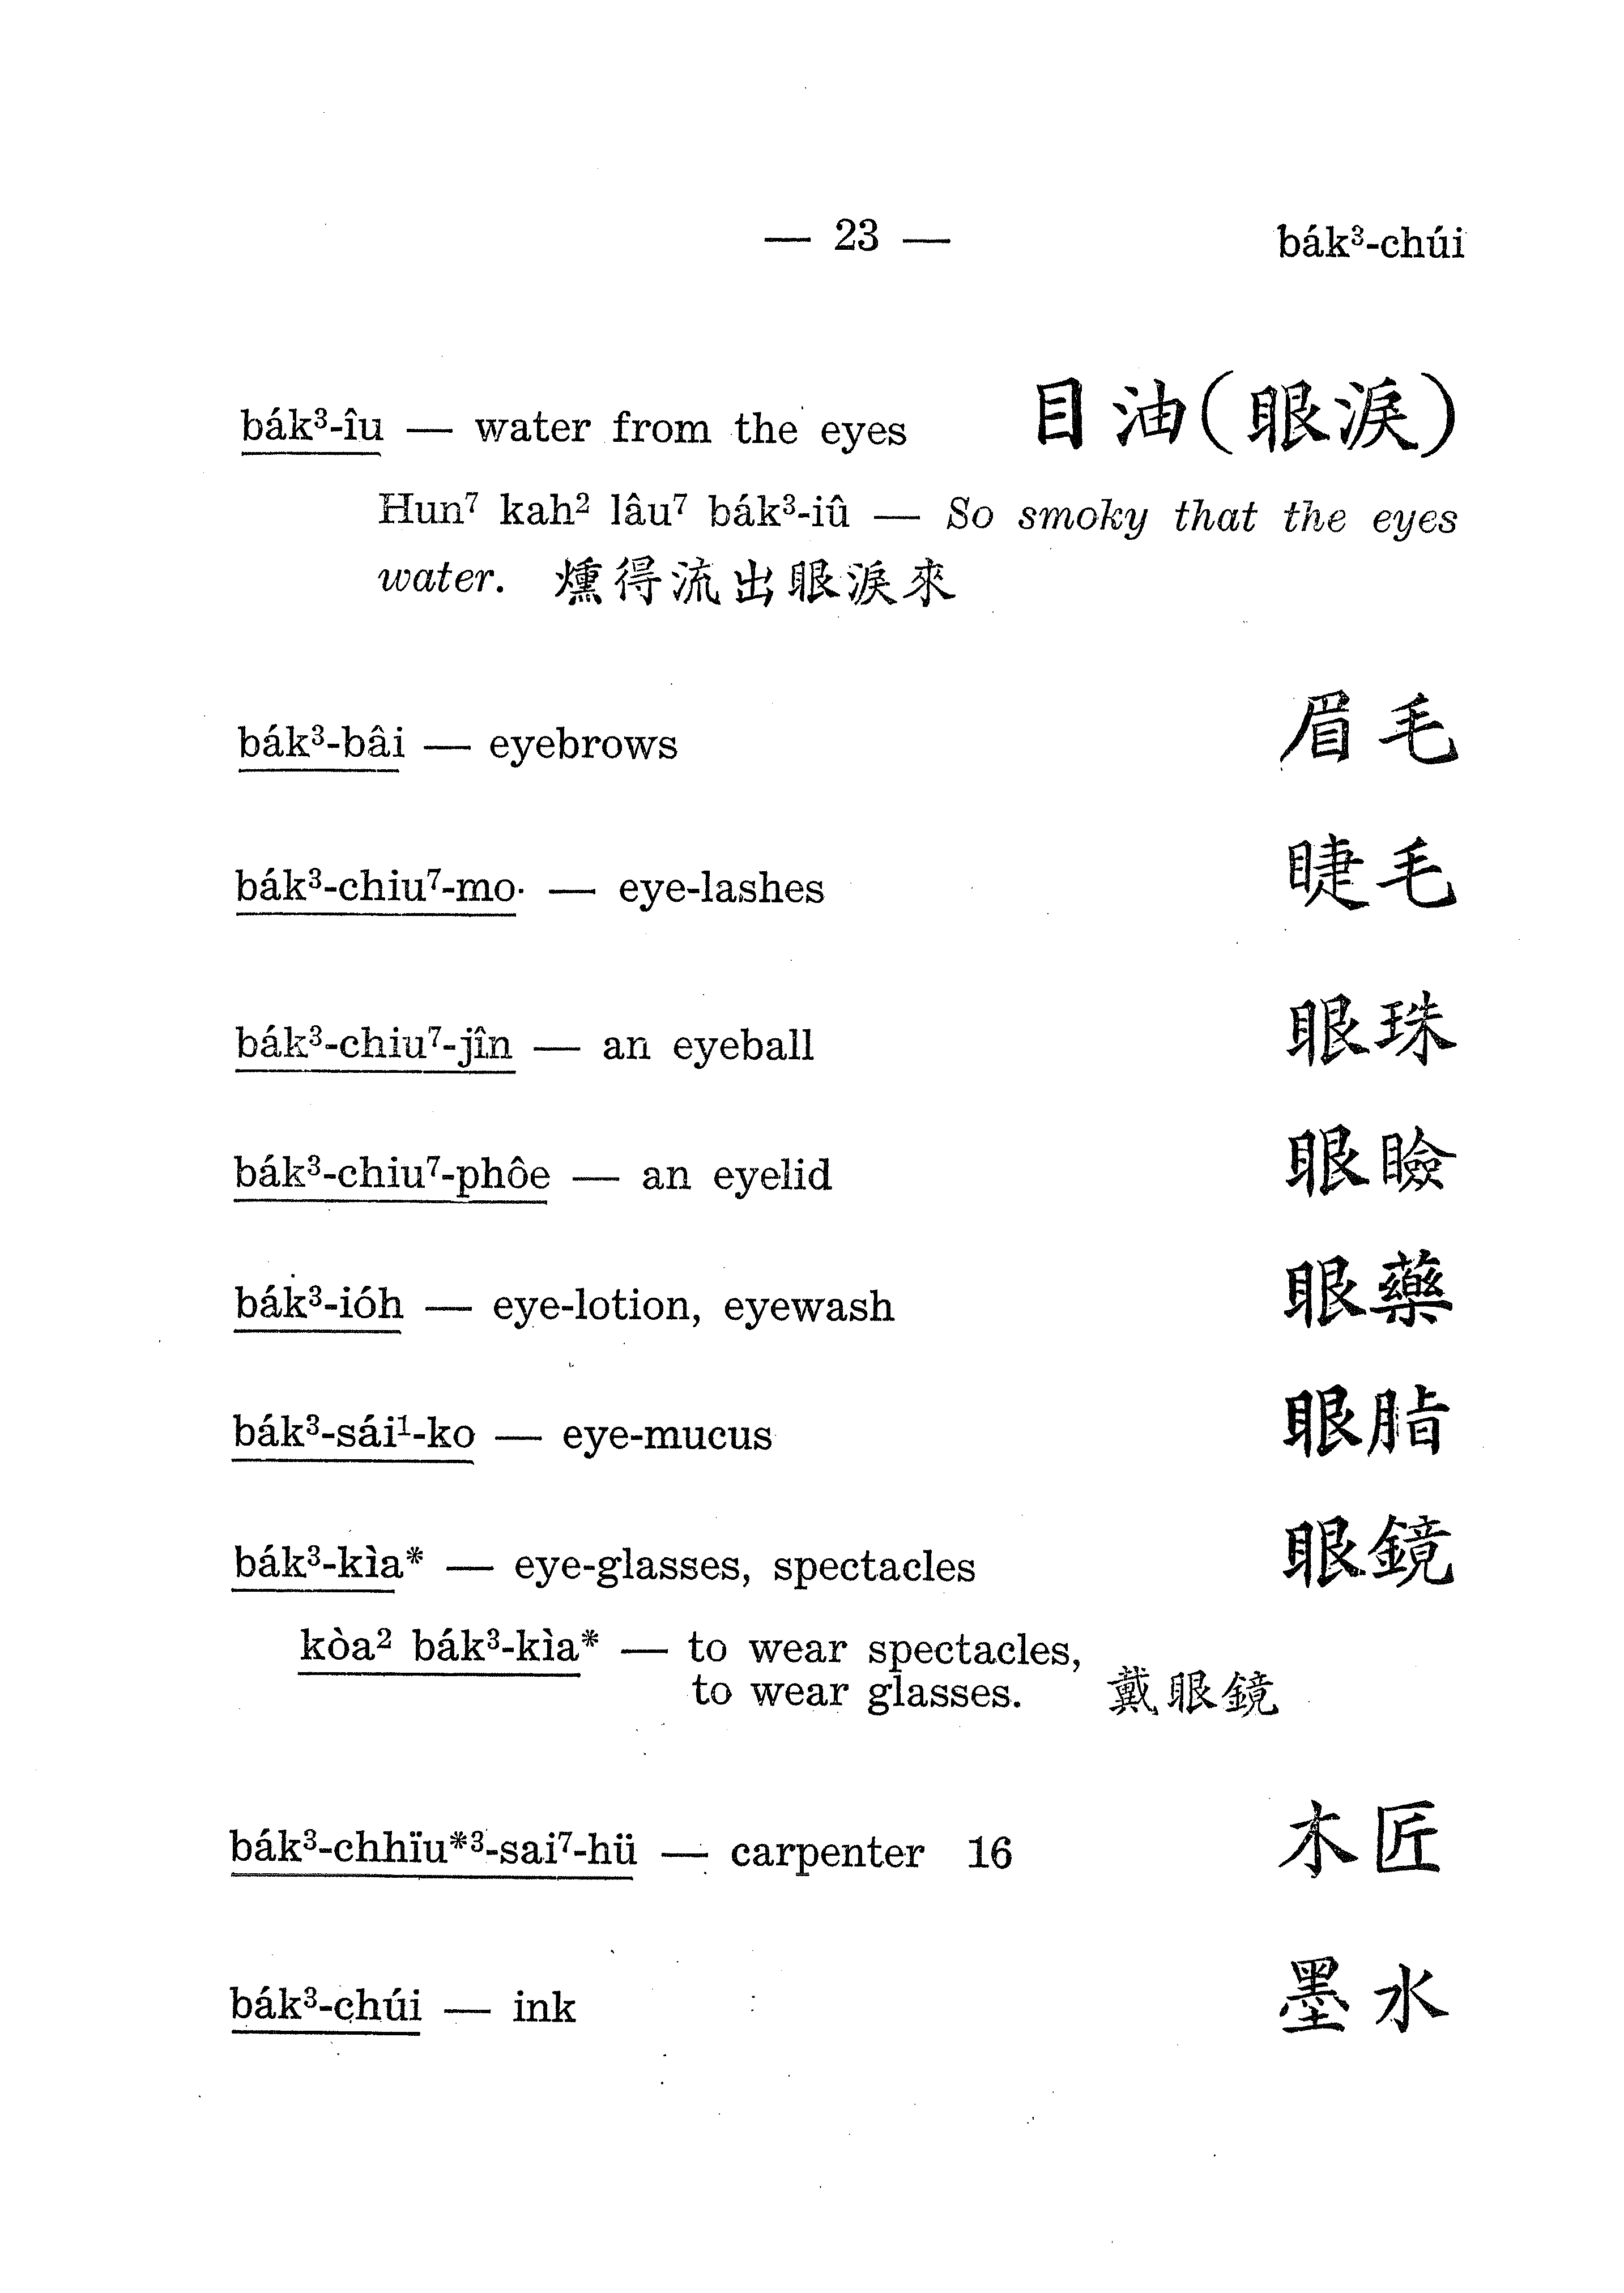 — 23 —
bák³-chúi
bák³-îu — water from the eyes 目油(眼淚)
Hun⁷ kah² lâu⁷ bák³-iû — So smoky that the eyes
water. 燻得流出眼淚來
bák³-bâi — eyebrows 眉毛
bák³-chiu⁷-mo· — eye-lashes 睫毛
bák³-chiu⁷-jîn — an eyeball 眼珠
bák³-chiu⁷-phôe — an eyelid 眼瞼
bák³-ióh — eye-lotion, eyewash 眼藥
bák³-sái¹-ko — eye-mucus 眼脂
bák³-kìa* — eye-glasses, spectacles 眼鏡
kòa² bák³-kìa* — to wear spectacles,
to wear glasses. 戴眼鏡
bák³-chhïu*³-sai⁷-hü — carpenter 16 木匠
bák³-chúi — ink 墨水